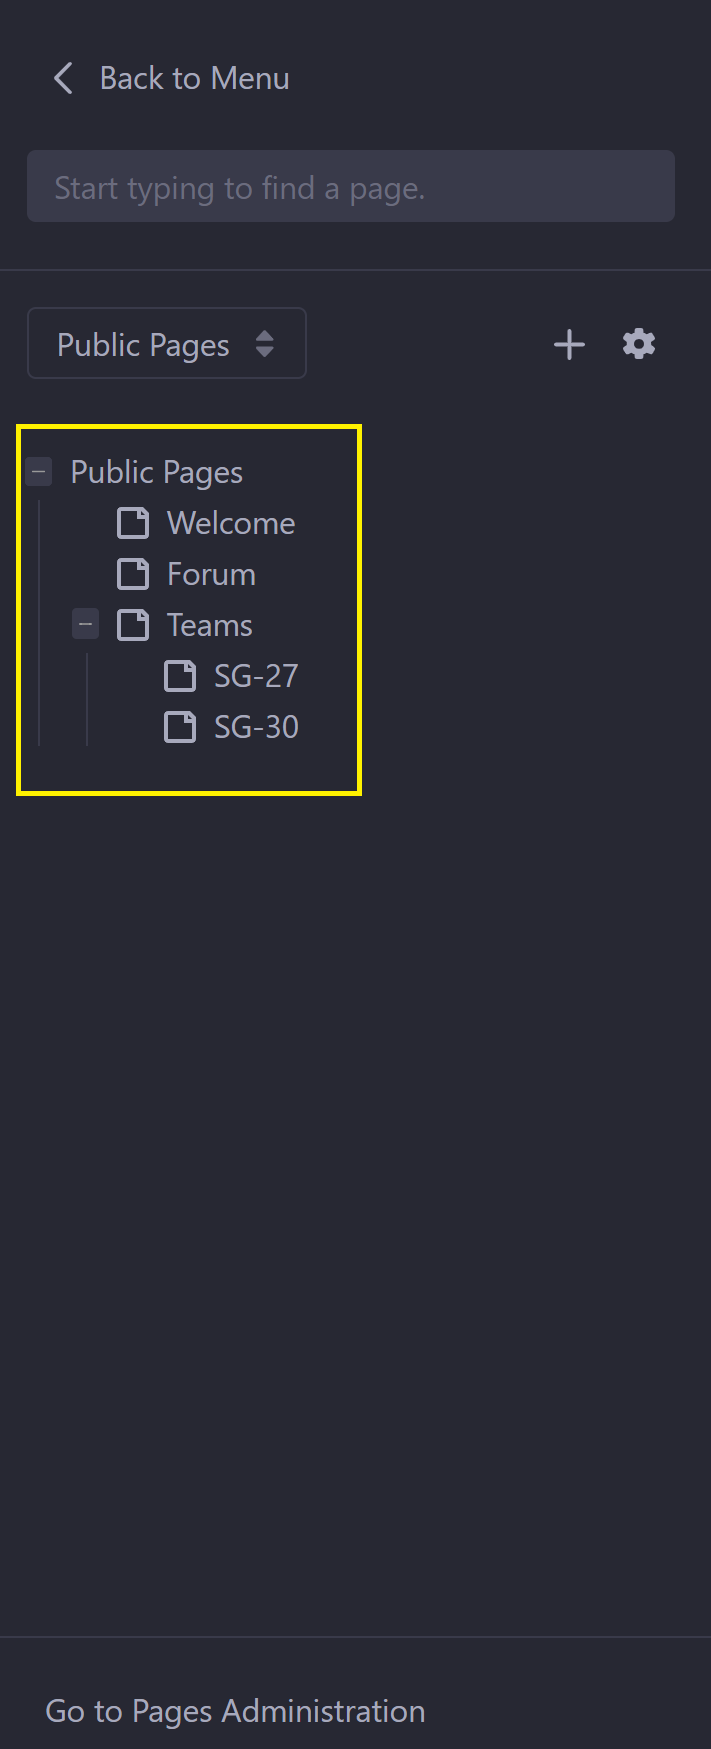 Back to Menu
Start typing to find a page.
Public Pages
Public Pages
Welcome
Forum
Teams
SG-27
SG-30
Go to Pages Administration